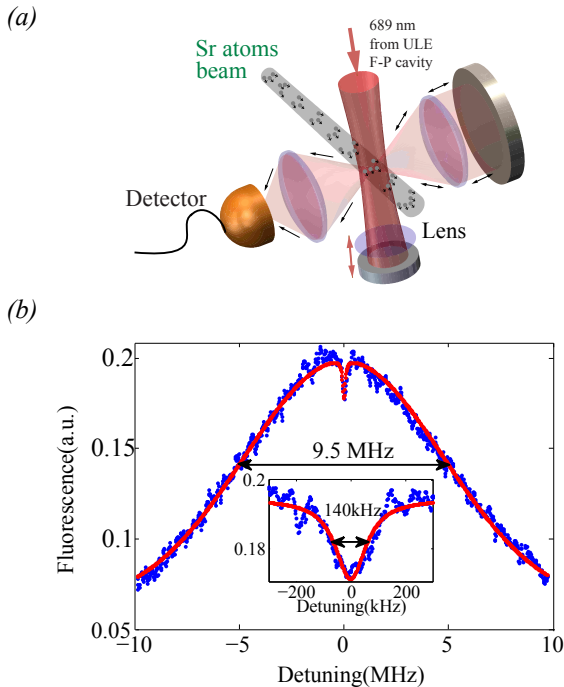 (a)
689 nm
from ULE
F-P cavity
Sr atoms
beam
Detector
Lens
(b)
0.2
0.15
0.1
0.05
Fluorescence(a.u.)
9.5 MHz
0.2
0.18
140kHz
−200 0 200
Detuning(kHz)
−10 −5 0 5 10
Detuning(MHz)